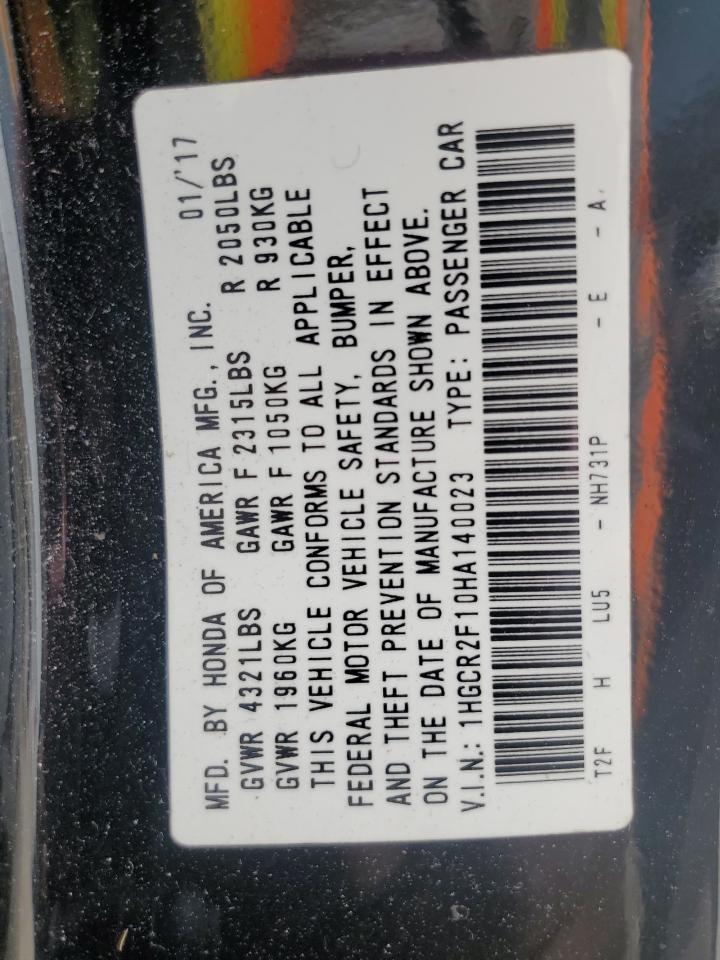 MFD. BY HONDA OF AMERICA MFG., INC. 01/'17
GVWR 4321LBS GAWR F 2315LBS R 2050LBS
GVWR 1960KG GAWR F 1050KG R 930KG
THIS VEHICLE CONFORMS TO ALL APPLICABLE
FEDERAL MOTOR VEHICLE SAFETY, BUMPER,
AND THEFT PREVENTION STANDARDS IN EFFECT
ON THE DATE OF MANUFACTURE SHOWN ABOVE.
V.I.N.: 1HGCR2F10HA140023 TYPE: PASSENGER CAR
T2F H LU5 - NH731P - E - A.